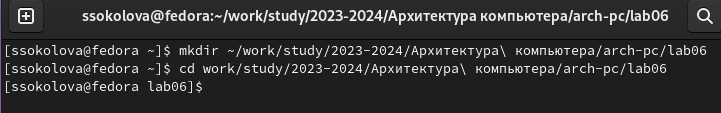 ssokolova@fedora:~/work/study/2023-2024/Архитектура компьютера/arch-pc/lab06
[ssokolova@fedora ~]$ mkdir ~/work/study/2023-2024/Архитектура\ компьютера/arch-pc/lab06
[ssokolova@fedora ~]$ cd work/study/2023-2024/Архитектура\ компьютера/arch-pc/lab06
[ssokolova@fedora lab06]$